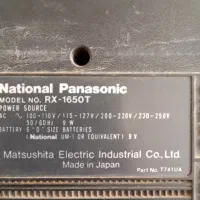 National Panasonic
MODEL NO. RX-1650T
POWER SOURCE
AC ~ 100-110V/115-127V/200-220V/230-250V
50/60Hz 9W
BATTERY 6 "D" SIZE BATTERIES
(National UM-1 OR EQUIVALENT) 9V
Matsushita Electric Industrial Co., Ltd.
Made in Japan
Part No. T741UA